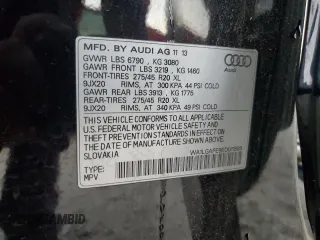 MFD. BY AUDI AG 11 13
GVWR LBS 6790 , KG 3080
GAWR FRONT LBS 3219 , KG 1460
FRONT-TIRES 275/45 R20 XL
9JX20 RIMS, AT 300 KPA 44 PSI COLD
GAWR REAR LBS 3913 , KG 1775
REAR-TIRES 275/45 R20 XL
9JX20 RIMS, AT 340 KPA 49 PSI COLD
THIS VEHICLE CONFORMS TO ALL APPLICABLE
U.S. FEDERAL MOTOR VEHICLE SAFETY AND
THEFT PREVENTION STANDARDS IN EFFECT ON
THE DATE OF MANUFACTURE SHOWN ABOVE.
SLOVAKIA
TYPE:
MPV
Audi